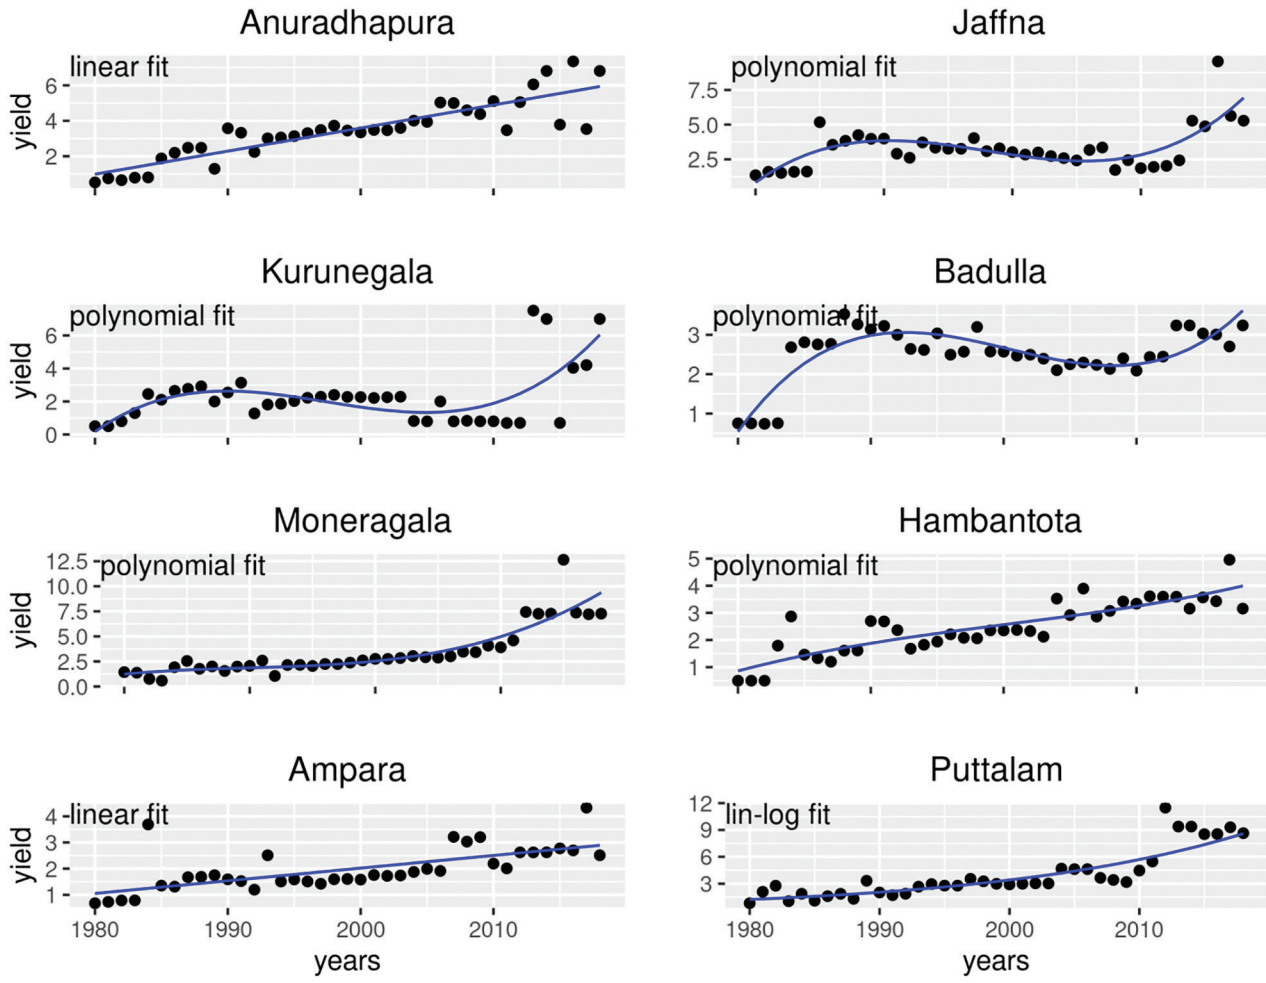 Anuradhapura
linear fit
yield
6
4
2
Jaffna
polynomial fit
7.5
5.0
2.5
Kurunegala
polynomial fit
yield
6
4
2
0
Badulla
polynomial fit
3
2
1
Moneragala
polynomial fit
yield
12.5
10.0
7.5
5.0
2.5
0.0
Hambantota
polynomial fit
5
4
3
2
1
Ampara
linear fit
yield
4
3
2
1
1980 1990 2000 2010
years
Puttalam
lin-log fit
12
9
6
3
1980 1990 2000 2010
years